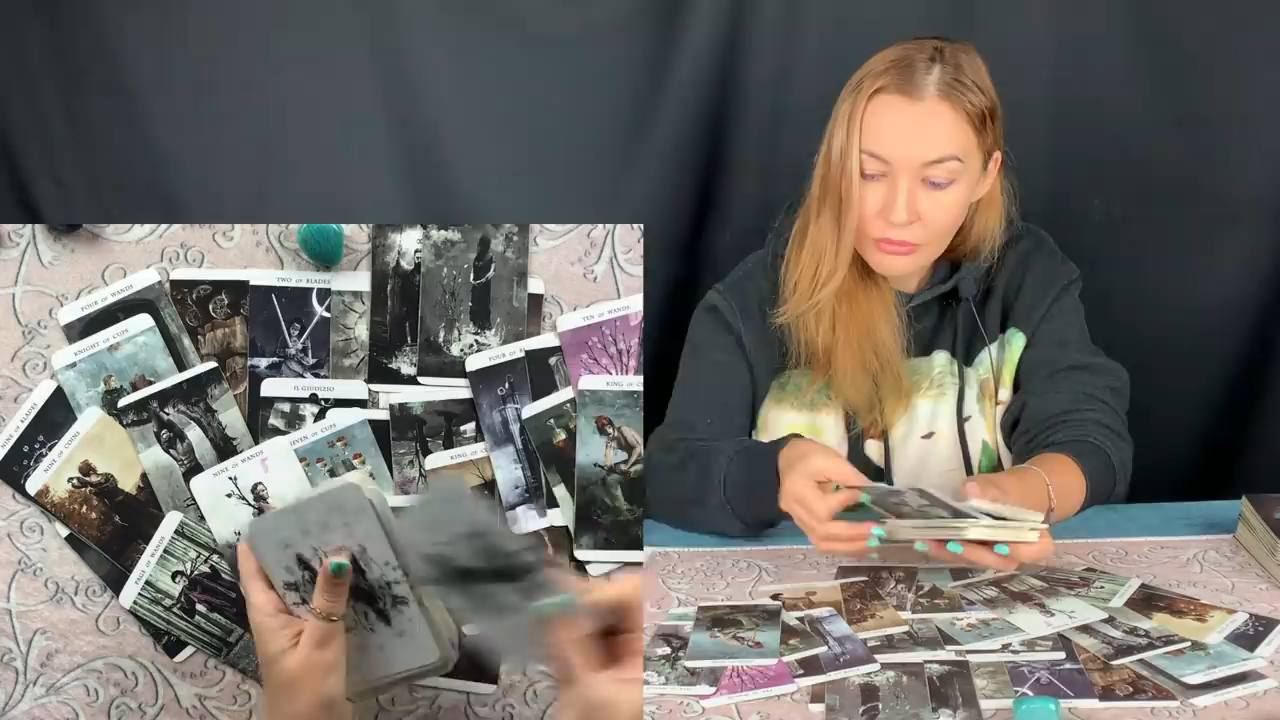 FOUR OF WANDS
TWO OF BLADES
TEN OF WANDS
KNIGHT OF CUPS
FOUR OF
KING OF
IL GIUDIZIO
NINE OF BLADES
NINE OF COINS
SEVEN OF CUPS
NINE OF WANDS
KING OF
PAGE OF WANDS